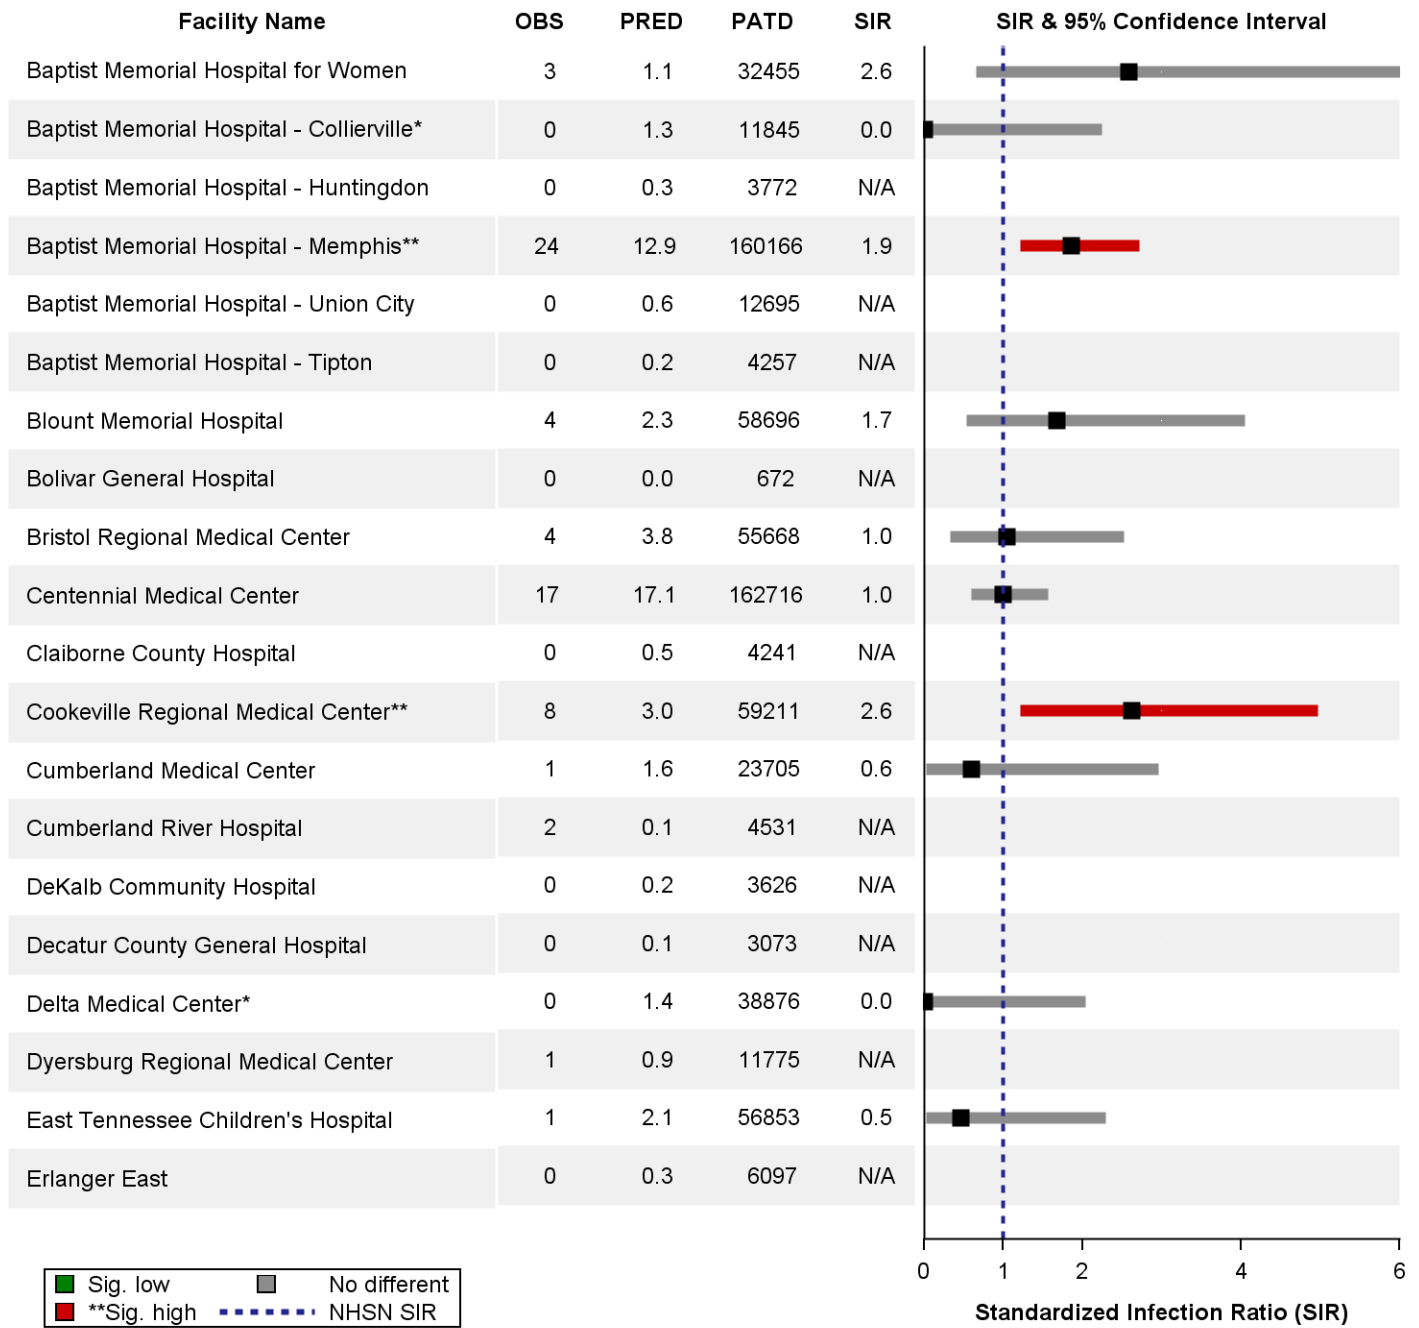 Facility Name OBS PRED PATD SIR SIR & 95% Confidence Interval
Baptist Memorial Hospital for Women 3 1.1 32455 2.6
Baptist Memorial Hospital - Collierville* 0 1.3 11845 0.0
Baptist Memorial Hospital - Huntingdon 0 0.3 3772 N/A
Baptist Memorial Hospital - Memphis** 24 12.9 160166 1.9
Baptist Memorial Hospital - Union City 0 0.6 12695 N/A
Baptist Memorial Hospital - Tipton 0 0.2 4257 N/A
Blount Memorial Hospital 4 2.3 58696 1.7
Bolivar General Hospital 0 0.0 672 N/A
Bristol Regional Medical Center 4 3.8 55668 1.0
Centennial Medical Center 17 17.1 162716 1.0
Claiborne County Hospital 0 0.5 4241 N/A
Cookeville Regional Medical Center** 8 3.0 59211 2.6
Cumberland Medical Center 1 1.6 23705 0.6
Cumberland River Hospital 2 0.1 4531 N/A
DeKalb Community Hospital 0 0.2 3626 N/A
Decatur County General Hospital 0 0.1 3073 N/A
Delta Medical Center* 0 1.4 38876 0.0
Dyersburg Regional Medical Center 1 0.9 11775 N/A
East Tennessee Children's Hospital 1 2.1 56853 0.5
Erlanger East 0 0.3 6097 N/A
0 1 2 4 6
Standardized Infection Ratio (SIR)
Sig. low No different
**Sig. high NHSN SIR